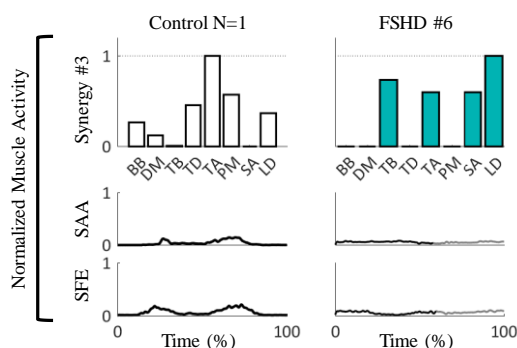 Control N=1
FSHD #6
Normalized Muscle Activity
Synergy #3
1
0
BB DM TB TD TA PM SA LD
BB DM TB TD TA PM SA LD
SAA
1
0
SFE
1
0
0 100
0 100
Time (%)
Time (%)